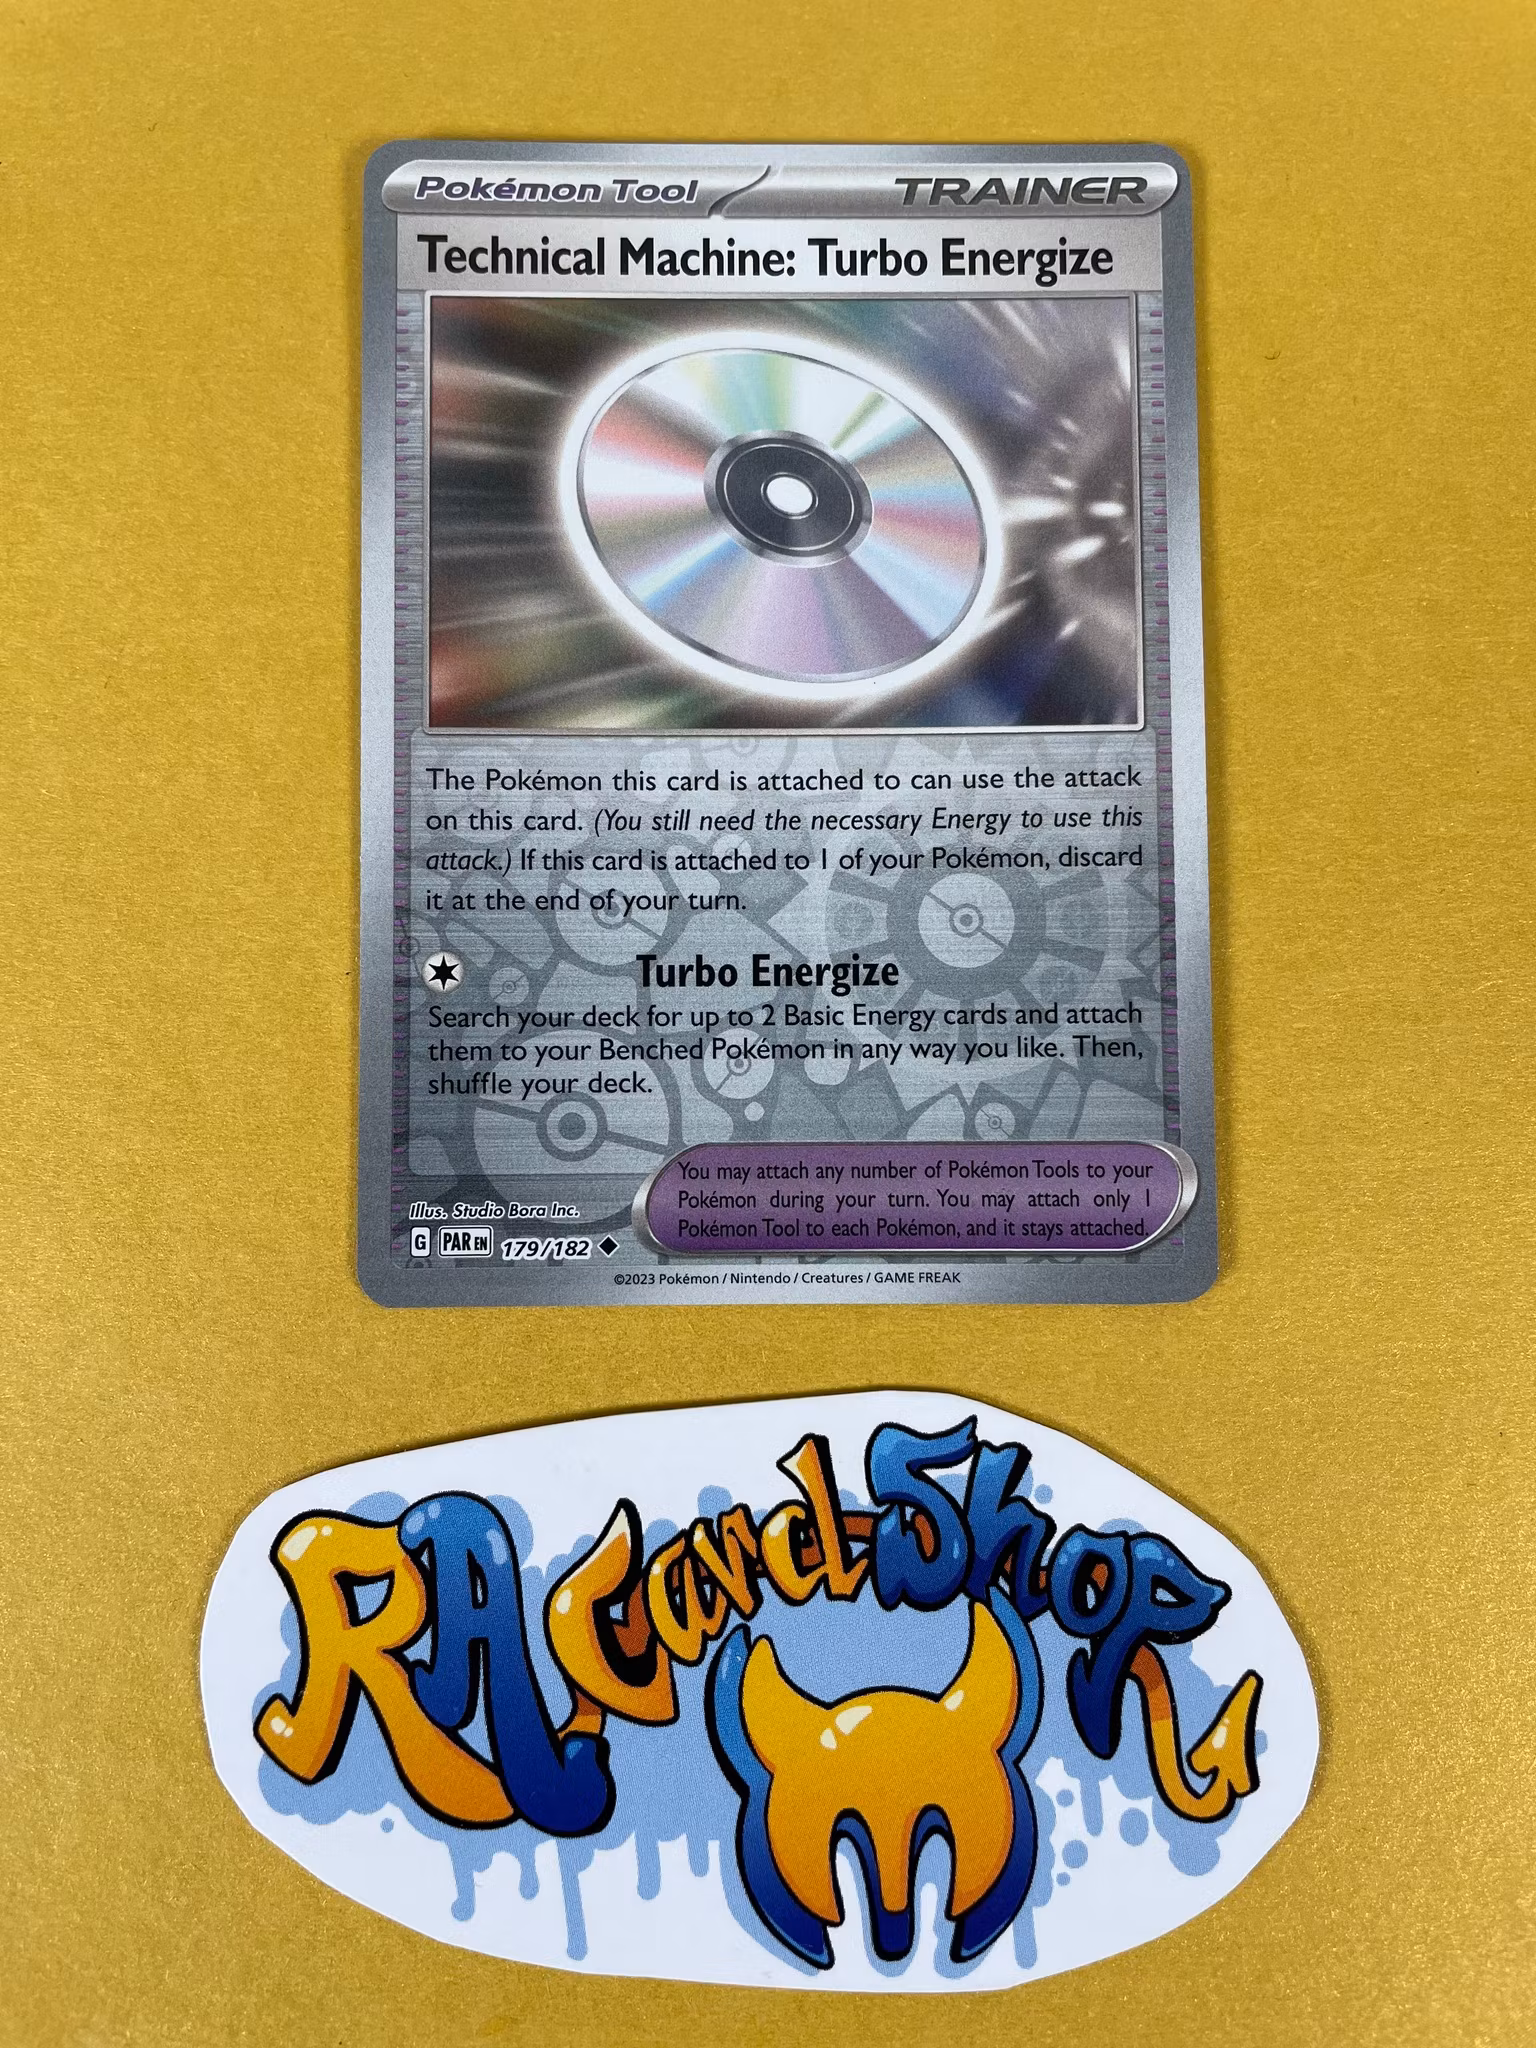 Pokémon Tool TRAINER
Technical Machine: Turbo Energize
The Pokémon this card is attached to can use the attack
on this card. (You still need the necessary Energy to use this
attack.) If this card is attached to 1 of your Pokémon, discard
it at the end of your turn.
Turbo Energize
Search your deck for up to 2 Basic Energy cards and attach
them to your Benched Pokémon in any way you like. Then,
shuffle your deck.
You may attach any number of Pokémon Tools to your
Pokémon during your turn. You may attach only 1
Pokémon Tool to each Pokémon, and it stays attached.
Illus. Studio Bora Inc.
G PAR EN 179/182
©2023 Pokémon / Nintendo / Creatures / GAME FREAK
RA CardShop